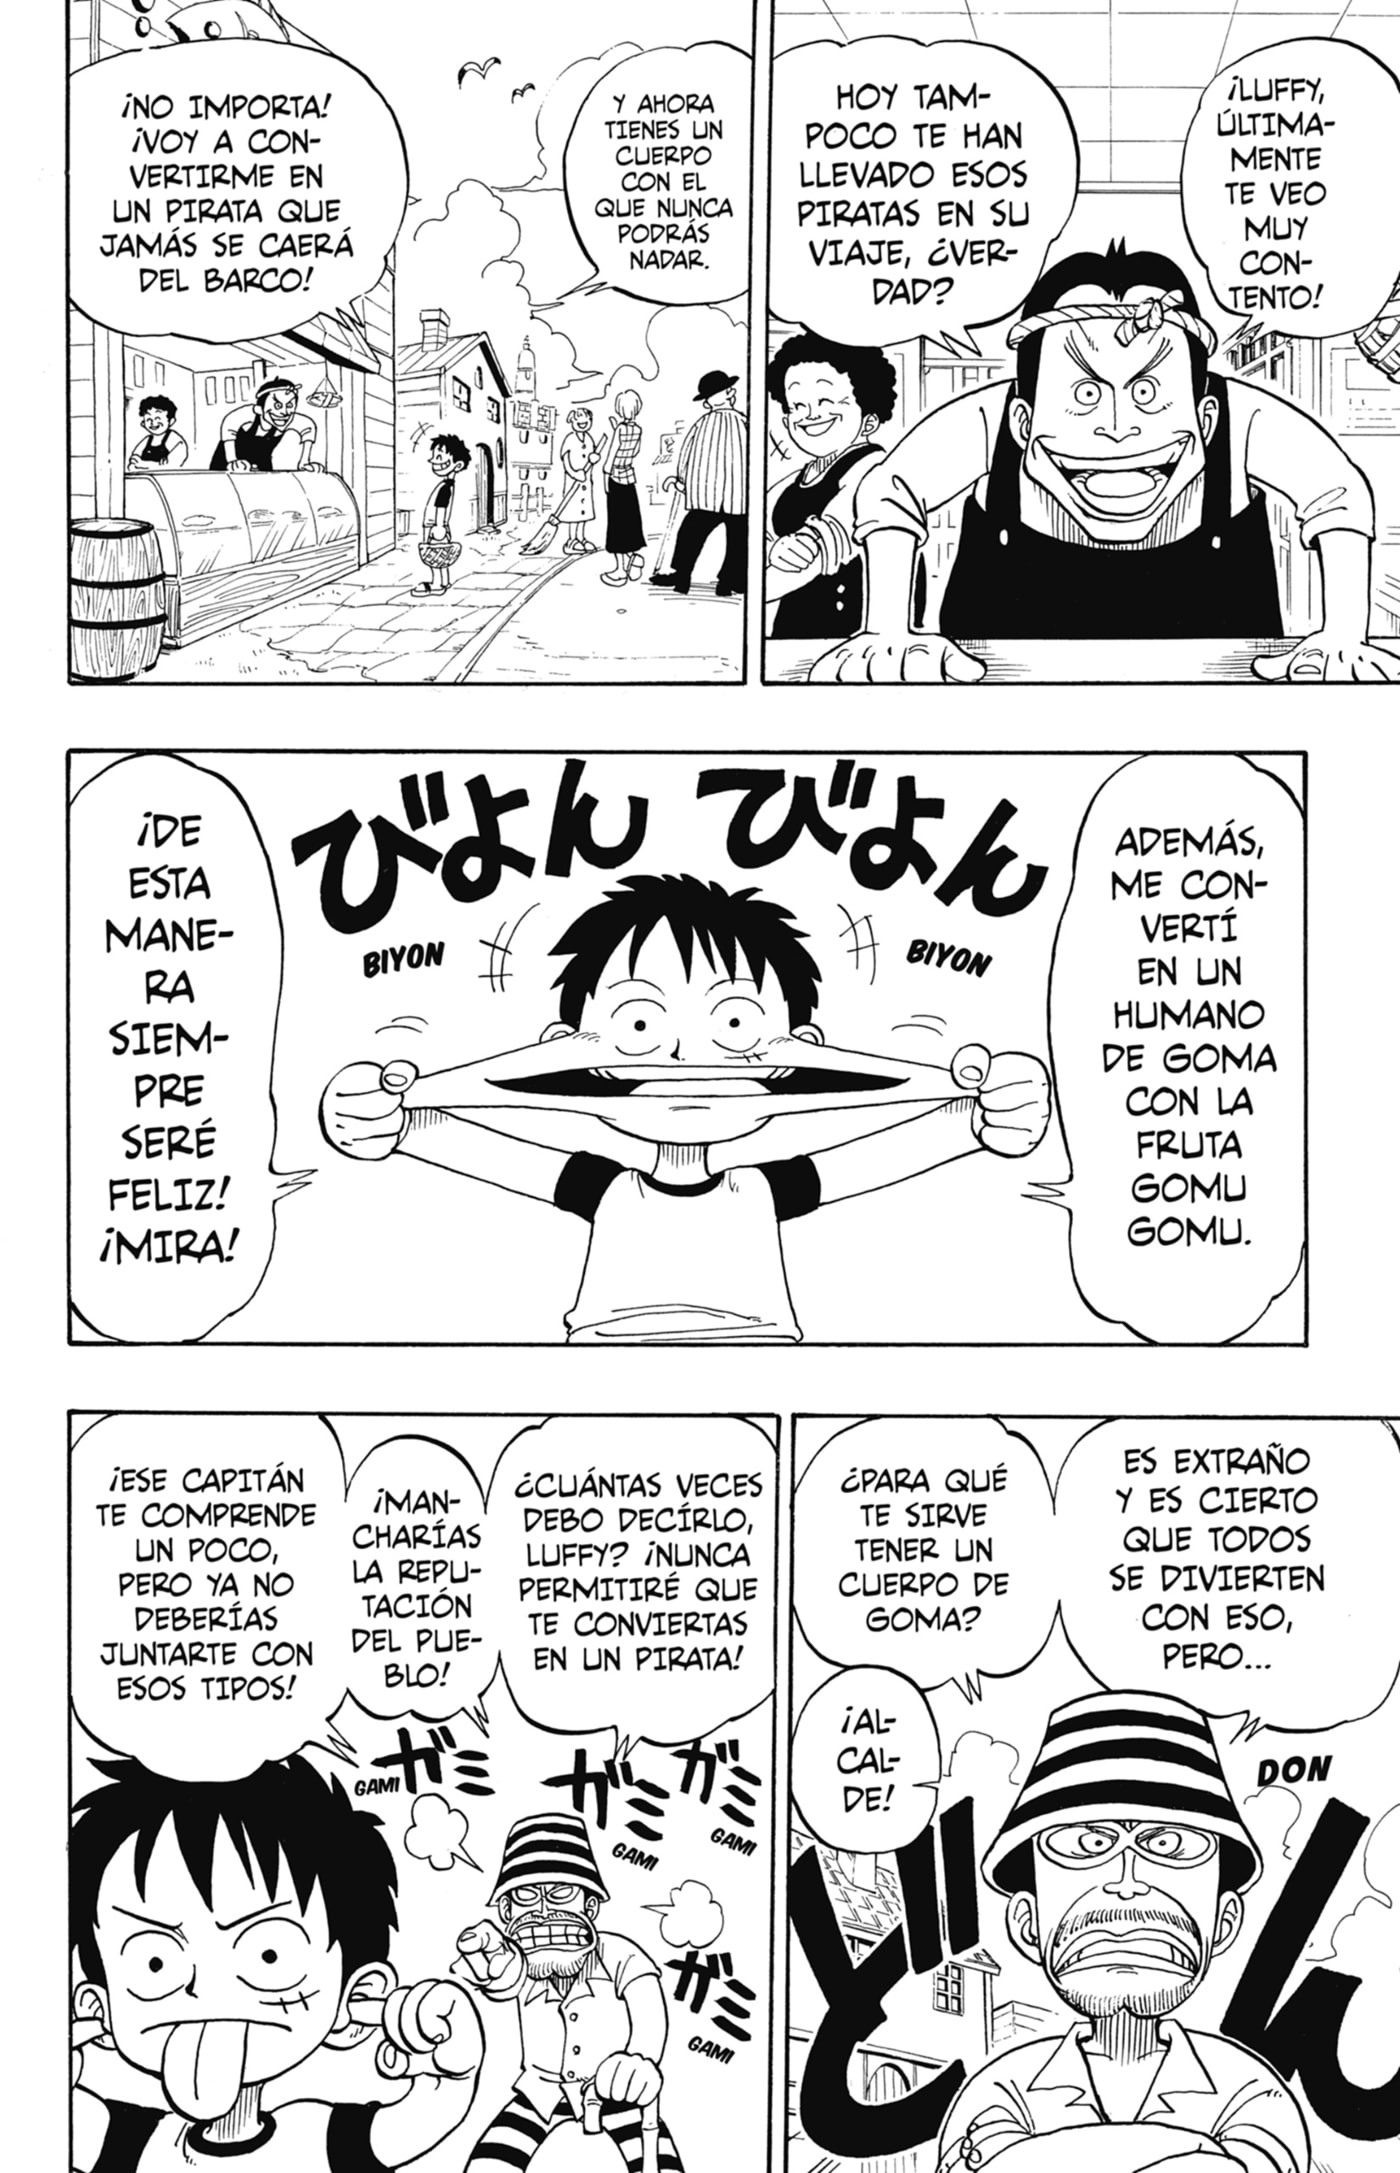 ¡LUFFY,
ÚLTIMA-
MENTE
TE VEO
MUY
CON-
TENTO!
HOY TAM-
POCO TE HAN
LLEVADO ESOS
PIRATAS EN SU
VIAJE, ¿VER-
DAD?
Y AHORA
TIENES UN
CUERPO
CON EL
QUE NUNCA
PODRÁS
NADAR.
¡NO IMPORTA!
¡VOY A CON-
VERTIRME EN
UN PIRATA QUE
JAMÁS SE CAERÁ
DEL BARCO!
ADEMÁS,
ME CON-
VERTÍ
EN UN
HUMANO
DE GOMA
CON LA
FRUTA
GOMU
GOMU.
びよん
BIYON
びよん
BIYON
¡DE
ESTA
MANE-
RA
SIEM-
PRE
SERÉ
FELIZ!
¡MIRA!
ES EXTRAÑO
Y ES CIERTO
QUE TODOS
SE DIVIERTEN
CON ESO,
PERO...
¿PARA QUÉ
TE SIRVE
TENER UN
CUERPO DE
GOMA?
¡AL-
CAL-
DE!
DON
どん
¿CUÁNTAS VECES
DEBO DECÍRLO,
LUFFY? ¡NUNCA
PERMITIRÉ QUE
TE CONVIERTAS
EN UN PIRATA!
¡MAN-
CHARÍAS
LA REPU-
TACIÓN
DEL PUE-
BLO!
¡ESE CAPITÁN
TE COMPRENDE
UN POCO,
PERO YA NO
DEBERÍAS
JUNTARTE CON
ESOS TIPOS!
ガミ
GAMI
ガミ
GAMI
ガミ
GAMI
ガミ
GAMI